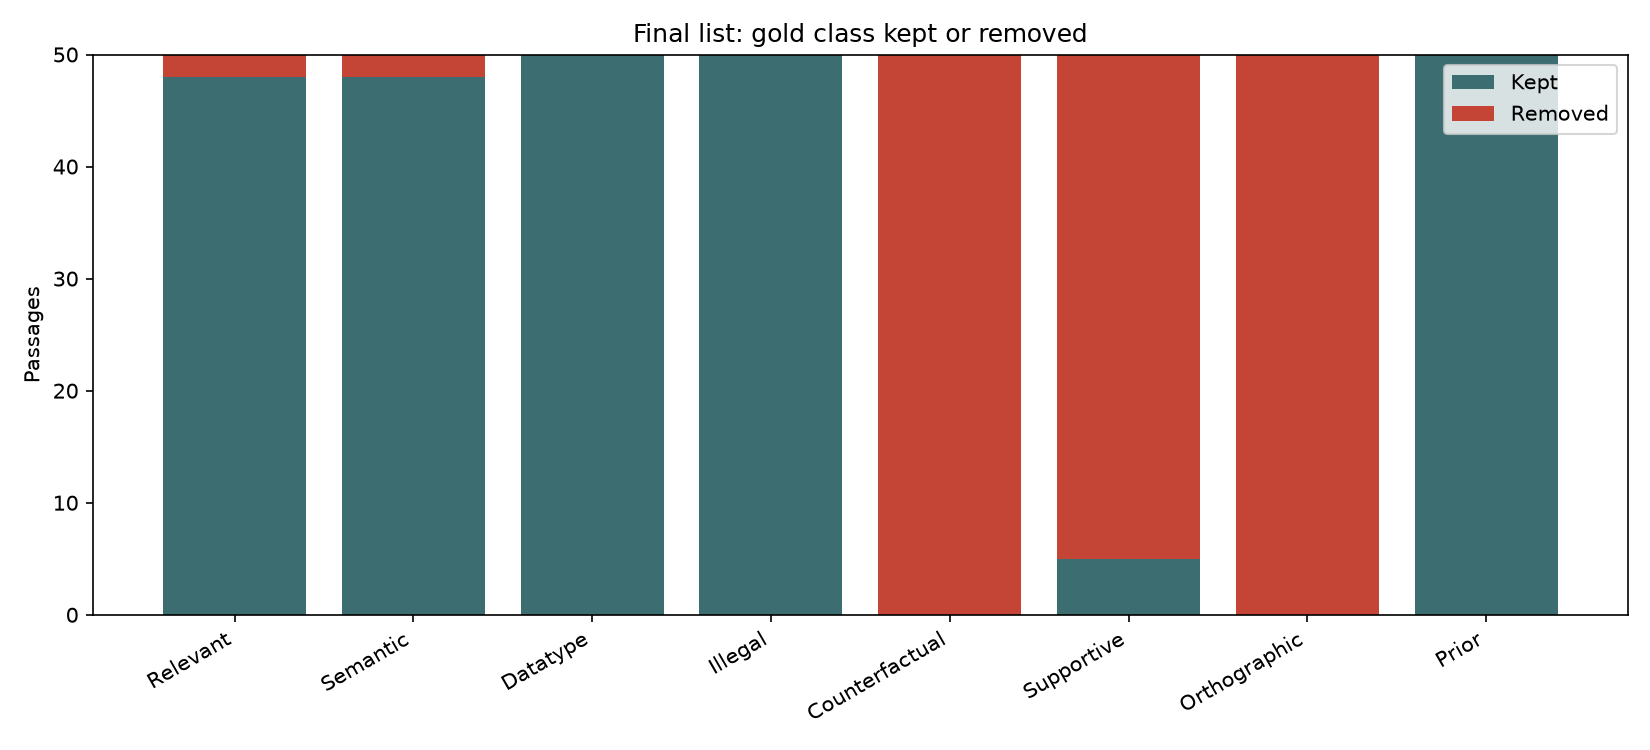 Final list: gold class kept or removed
Kept
Removed
Passages
50
40
30
20
10
0
Relevant
Semantic
Datatype
Illegal
Counterfactual
Supportive
Orthographic
Prior